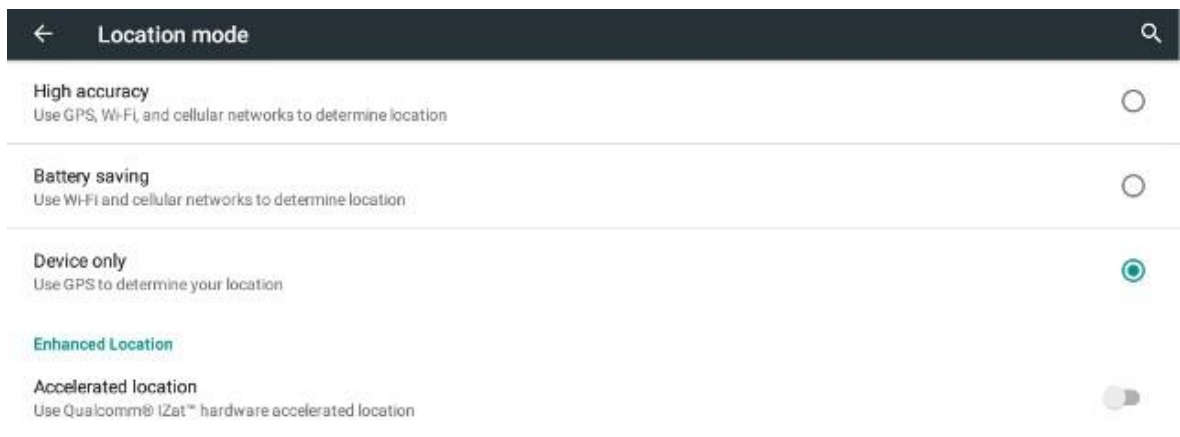 Location mode
High accuracy
Use GPS, Wi-Fi, and cellular networks to determine location
Battery saving
Use Wi-Fi and cellular networks to determine location
Device only
Use GPS to determine your location
Enhanced Location
Accelerated location
Use Qualcomm® IZat™ hardware accelerated location